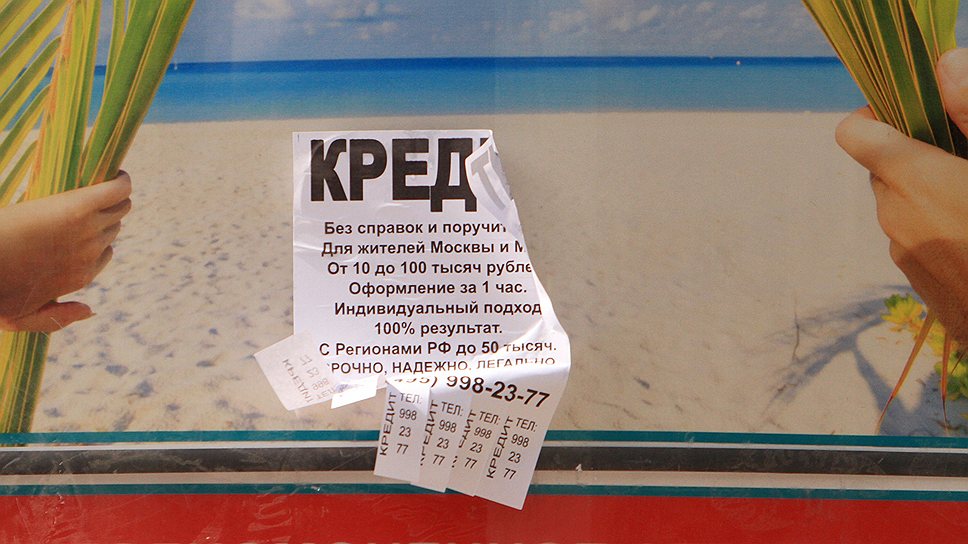 КРЕД
Без справок и поручит
Для жителей Москвы и М
От 10 до 100 тысяч рубле
Оформление за 1 час.
Индивидуальный подход
100% результат.
С Регионами РФ до 50 тысяч.
РОЧНО, НАДЕЖНО, ЛЕГАЛЬНО
495) 998-23-77
КРЕДИТ ТЕЛ: 998 23 77
КРЕДИТ ТЕЛ: 998 23 77
КРЕДИТ ТЕЛ: 998 23 77
КРЕДИТ ТЕЛ: 998 23 77